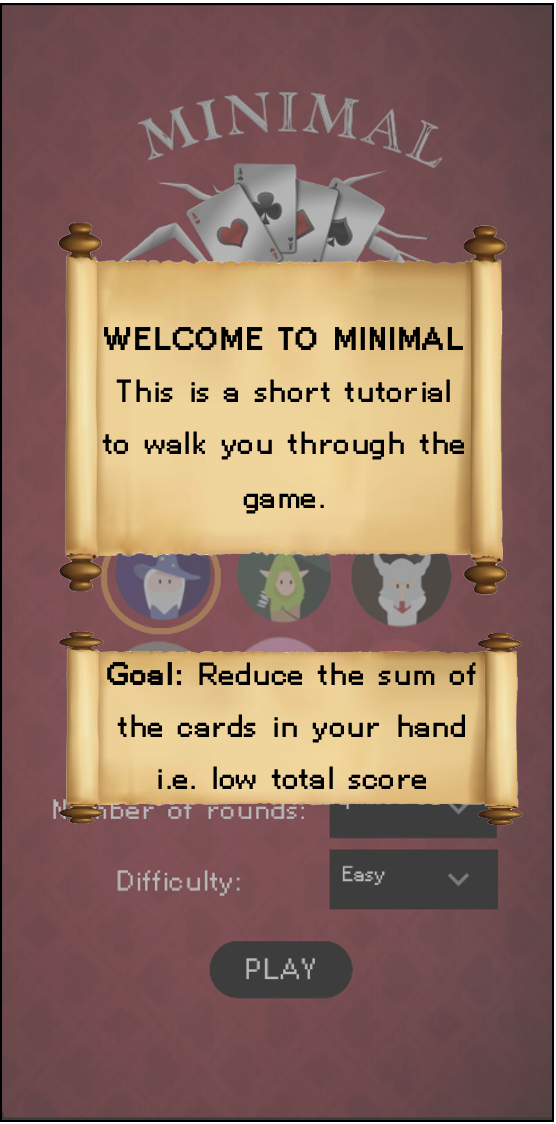 MINIMAL
WELCOME TO MINIMAL
This is a short tutorial
to walk you through the
game.
Goal: Reduce the sum of
the cards in your hand
i.e. low total score
Number of rounds:
Difficulty:
Easy
PLAY